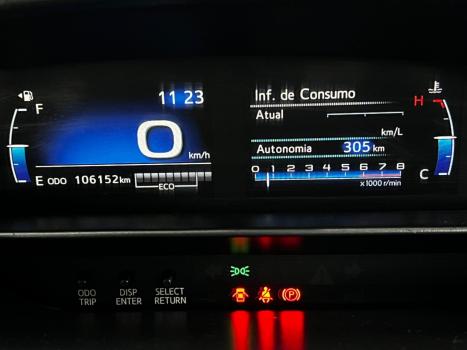 11 23
Inf. de Consumo
F
Atual
H
km/L
0
km/h
Autonomia 305 km
0 1 2 3 4 5 6 7 8
E ODO 106152 km
ECO
x1000 r/min
C
ODO
TRIP
DISP
ENTER
SELECT
RETURN
P